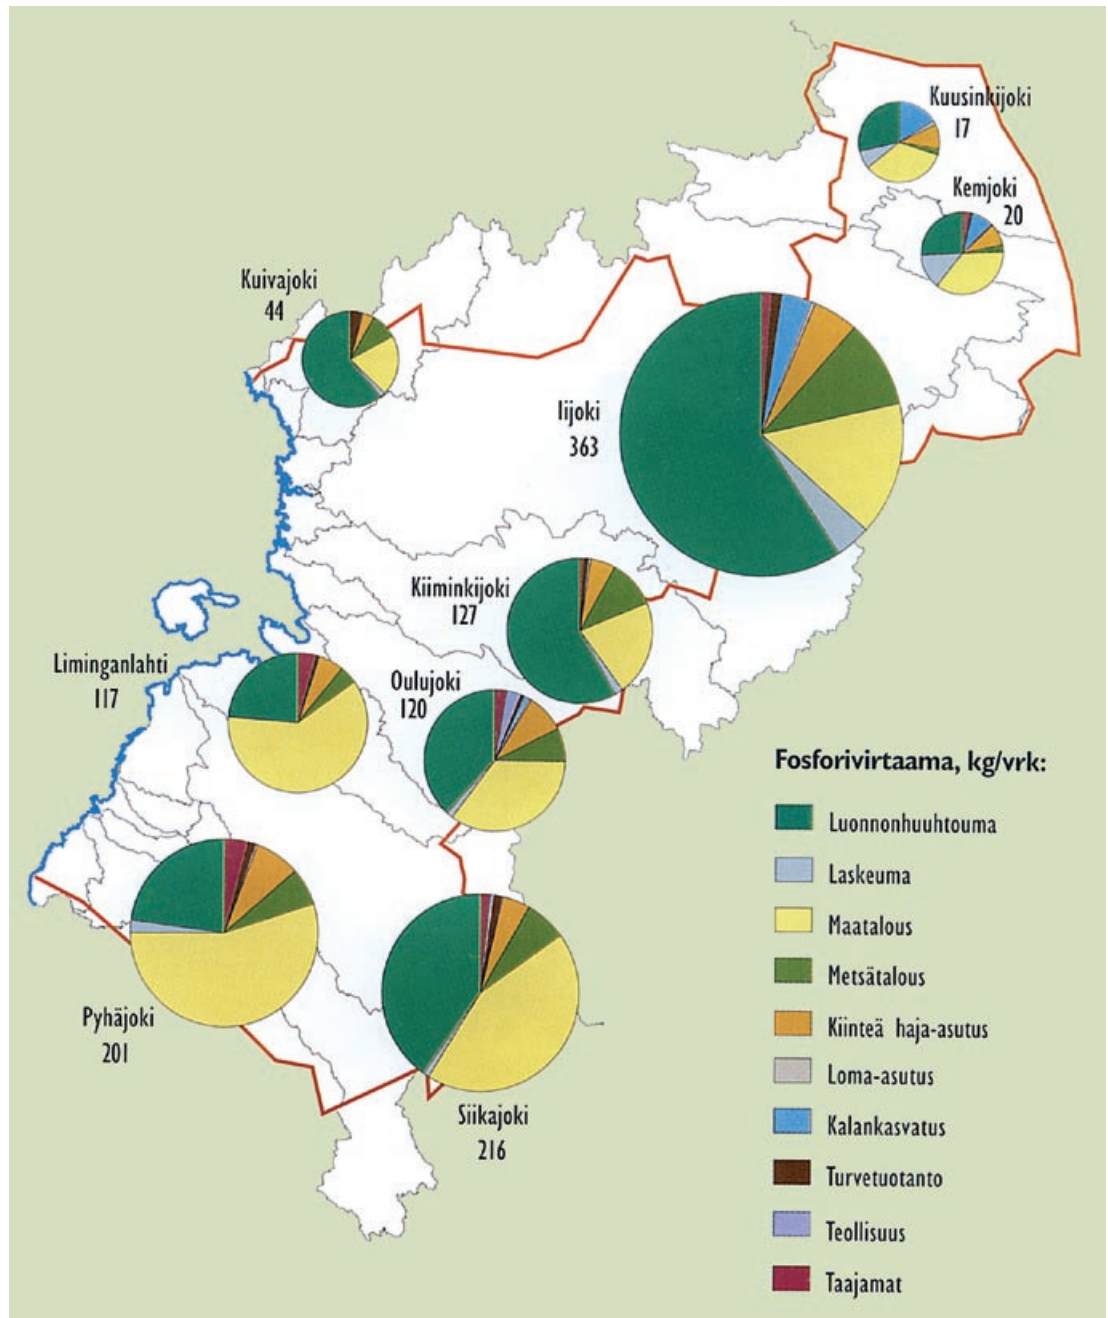 Kuusinkijoki
17
Kemjoki
20
Kuivajoki
44
Iijoki
363
Kiiminkijoki
127
Liminganlahti
117
Oulujoki
120
Pyhäjoki
201
Siikajoki
216
Fosforivirtaama, kg/vrk:
Luonnonhuuhtouma
Laskeuma
Maatalous
Metsätalous
Kiinteä haja-asutus
Loma-asutus
Kalankasvatus
Turvetuotanto
Teollisuus
Taajamat